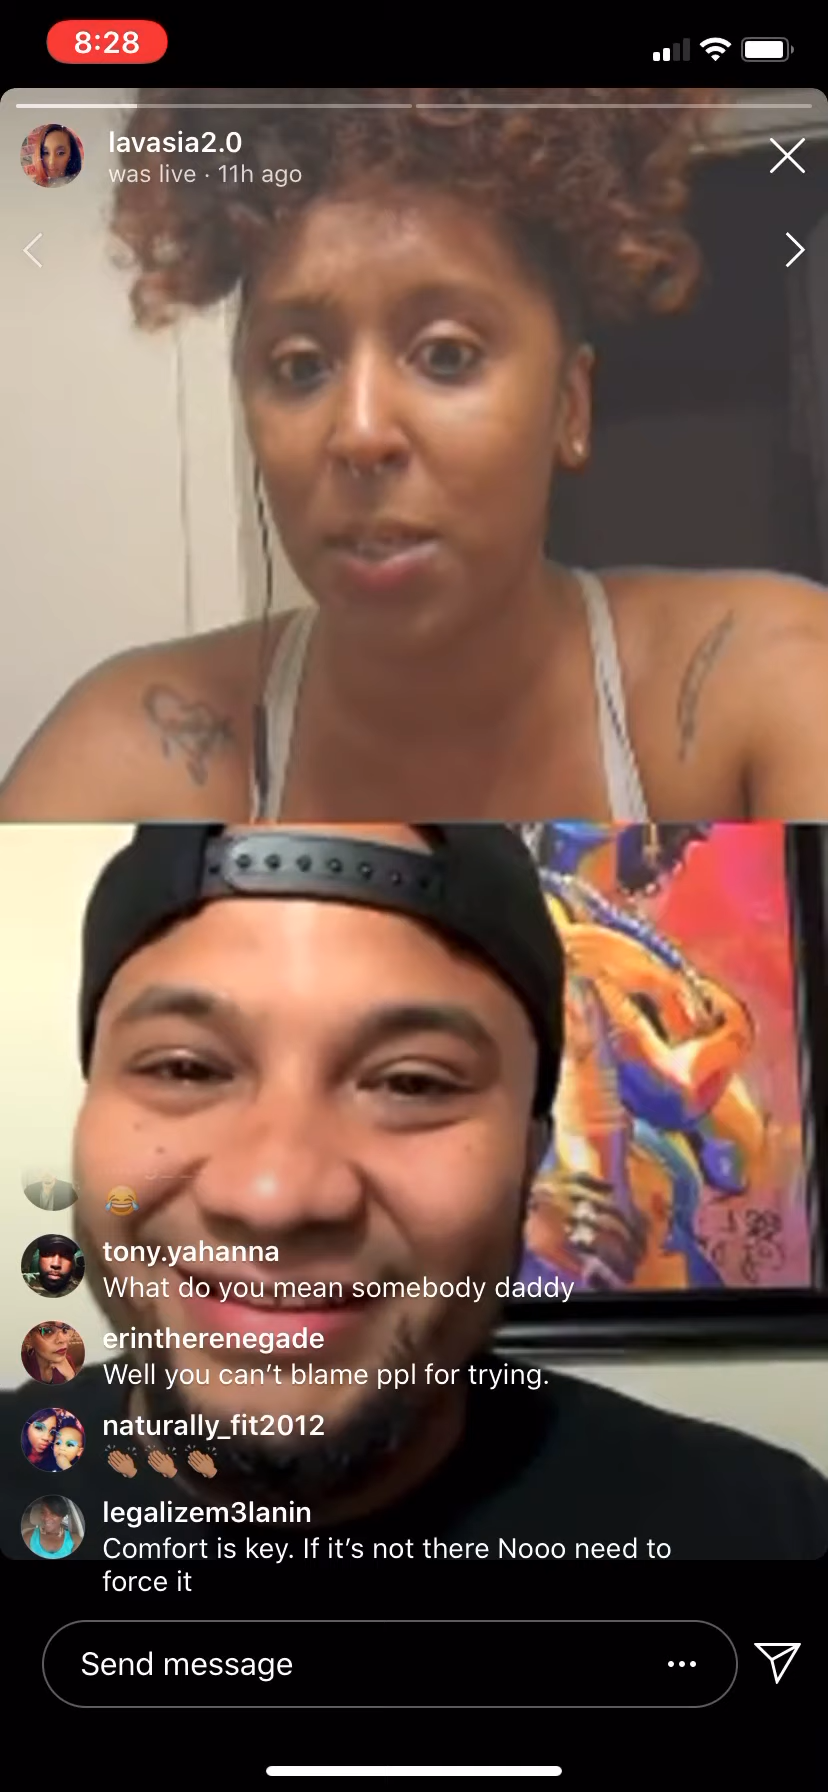 8:28
lavasia2.0
was live · 11h ago
😂
tony.yahanna
What do you mean somebody daddy
erintherenegade
Well you can’t blame ppl for trying.
naturally_fit2012
👏🏽👏🏽👏🏽
legalizem3lanin
Comfort is key. If it’s not there Nooo need to
force it
Send message